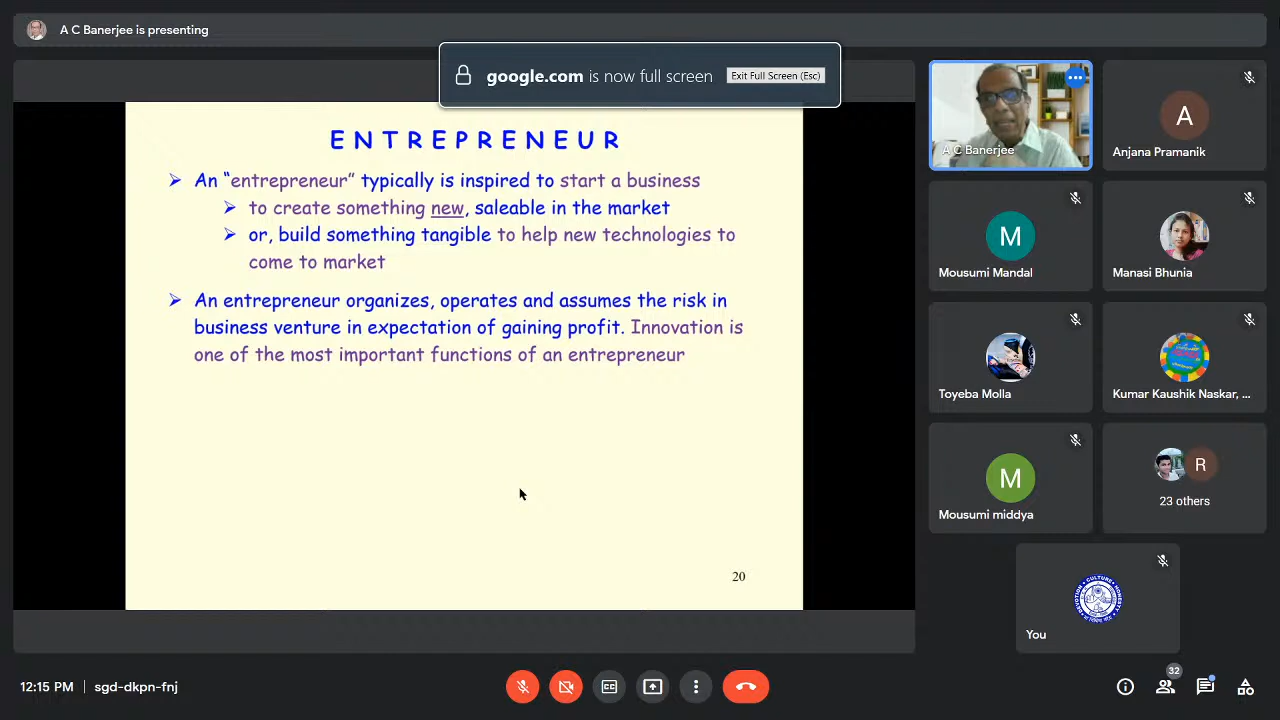 A C Banerjee is presenting
google.com is now full screen Exit Full Screen (Esc)
ENTREPRENEUR
➢ An “entrepreneur” typically is inspired to start a business
➢ to create something new, saleable in the market
➢ or, build something tangible to help new technologies to
come to market
➢ An entrepreneur organizes, operates and assumes the risk in
business venture in expectation of gaining profit. Innovation is
one of the most important functions of an entrepreneur
20
A C Banerjee
A
Anjana Pramanik
M
Mousumi Mandal
Manasi Bhunia
Toyeba Molla
Kumar Kaushik Naskar, ...
M
Mousumi middya
R
23 others
You
12:15 PM | sgd-dkpn-fnj
CC
32